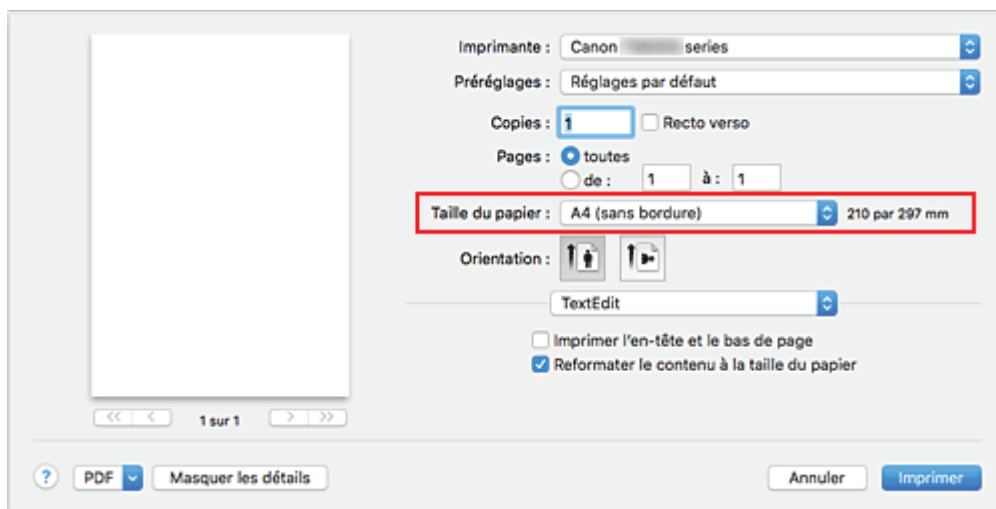 Imprimante : Canon series
Préréglages : Réglages par défaut
Copies : 1 Recto verso
Pages : toutes
de : 1 à : 1
Taille du papier : A4 (sans bordure) 210 par 297 mm
Orientation :
TextEdit
Imprimer l'en-tête et le bas de page
Reformater le contenu à la taille du papier
<< < 1 sur 1 > >>
? PDF Masquer les détails Annuler Imprimer